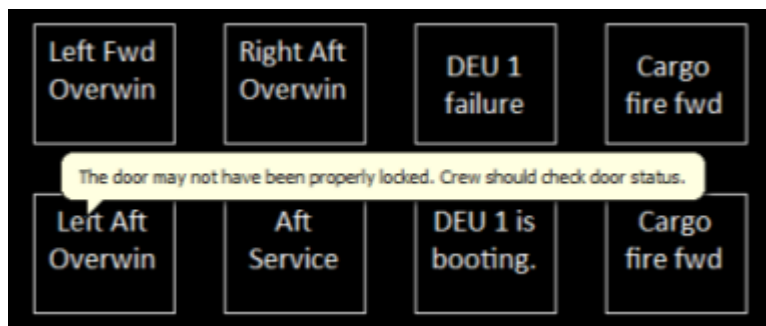 Left Fwd
Overwin
Right Aft
Overwin
DEU 1
failure
Cargo
fire fwd
The door may not have been properly locked. Crew should check door status.
Left Aft
Overwin
Aft
Service
DEU 1 is
booting.
Cargo
fire fwd